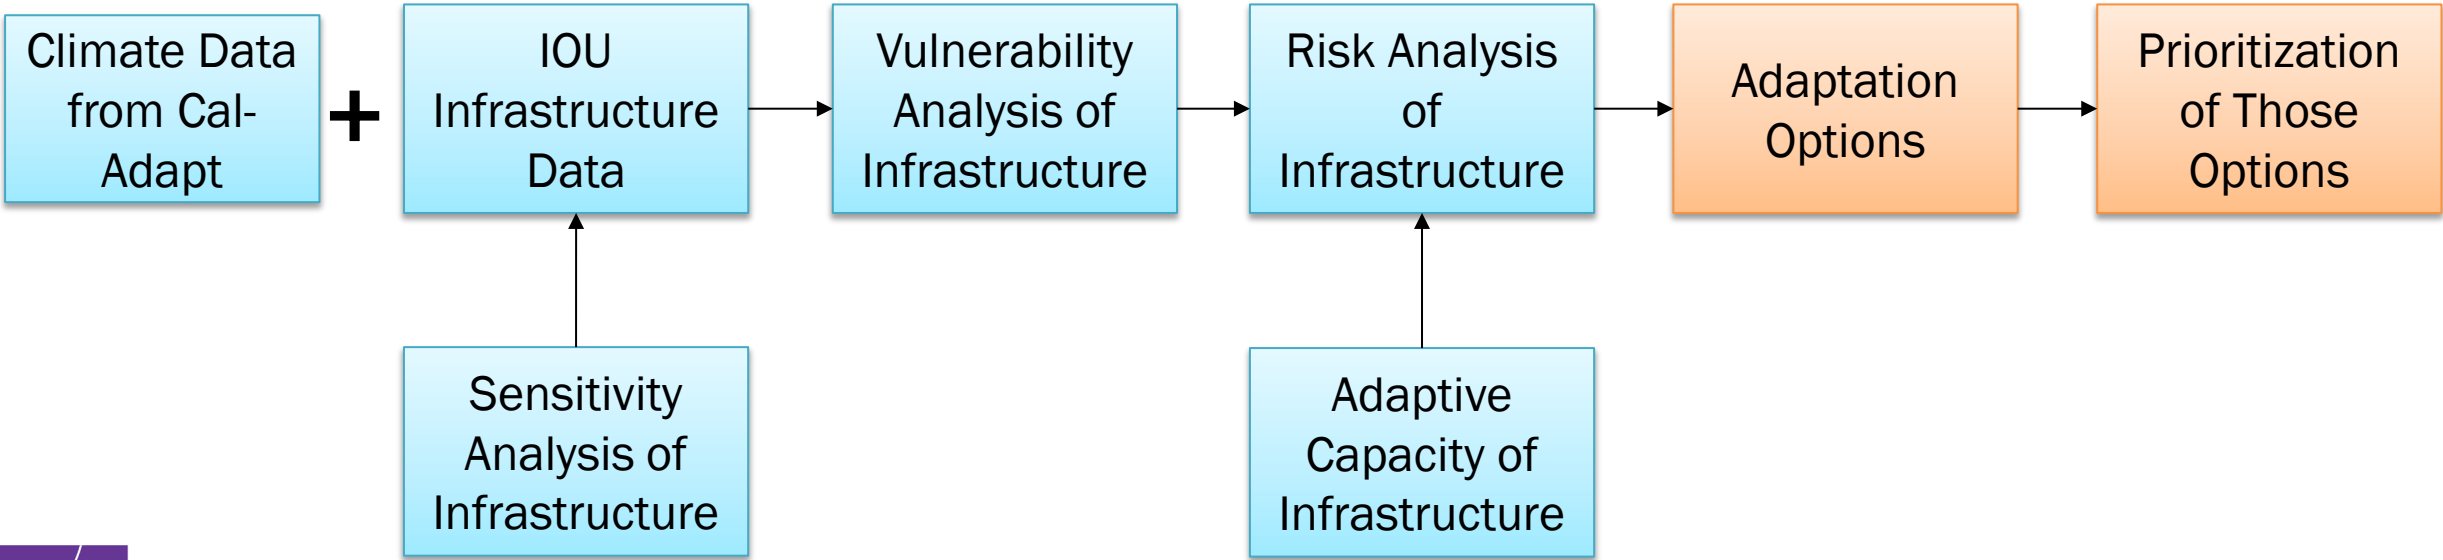 Climate Data
from Cal-
Adapt
+
IOU
Infrastructure
Data
Vulnerability
Analysis of
Infrastructure
Risk Analysis
of
Infrastructure
Adaptation
Options
Prioritization
of Those
Options
Sensitivity
Analysis of
Infrastructure
Adaptive
Capacity of
Infrastructure